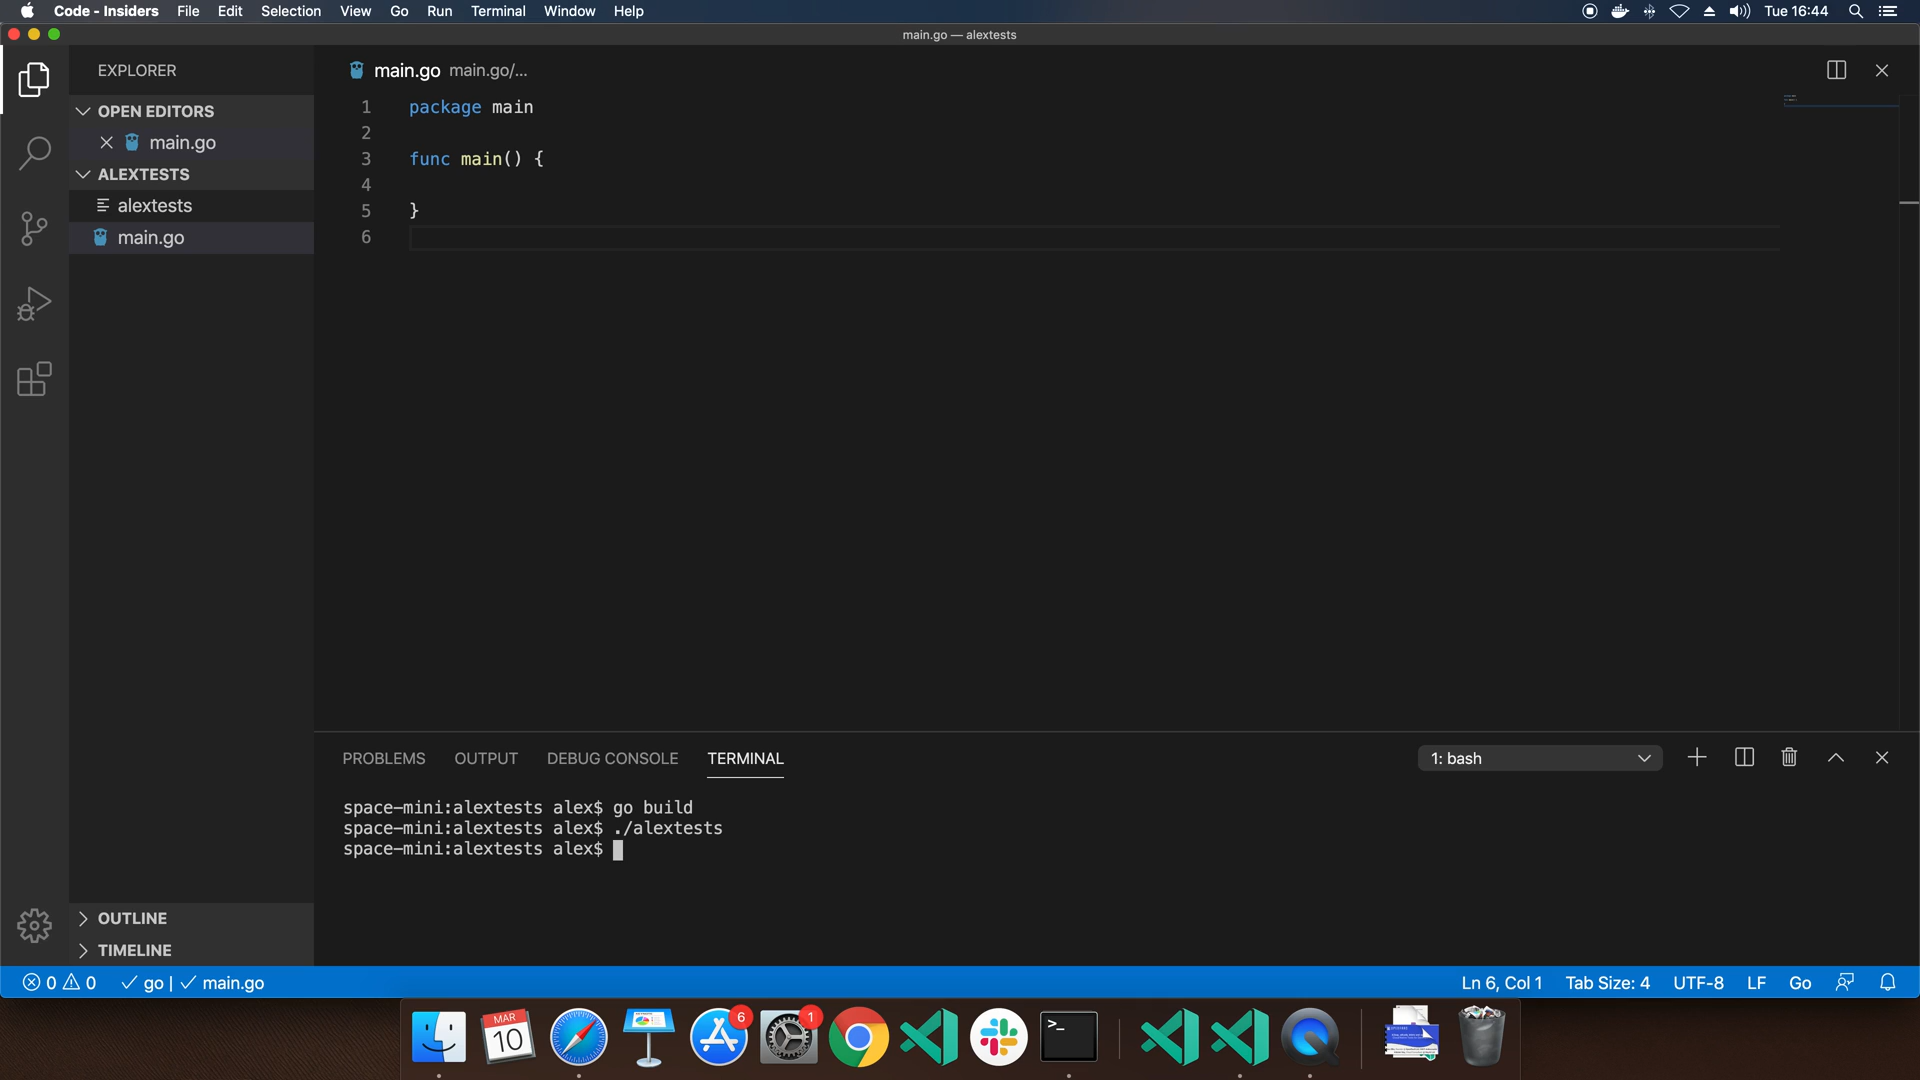 Code - Insiders File Edit Selection View Go Run Terminal Window Help Tue 16:44
main.go — alextests
EXPLORER
OPEN EDITORS
main.go
ALEXTESTS
alextests
main.go
OUTLINE
TIMELINE
main.go main.go/...
1 package main
2
3 func main() {
4
5 }
6
PROBLEMS OUTPUT DEBUG CONSOLE TERMINAL 1: bash
space-mini:alextests alex$ go build
space-mini:alextests alex$ ./alextests
space-mini:alextests alex$
0 0 go | main.go Ln 6, Col 1 Tab Size: 4 UTF-8 LF Go
MAR
10
6
1
>_